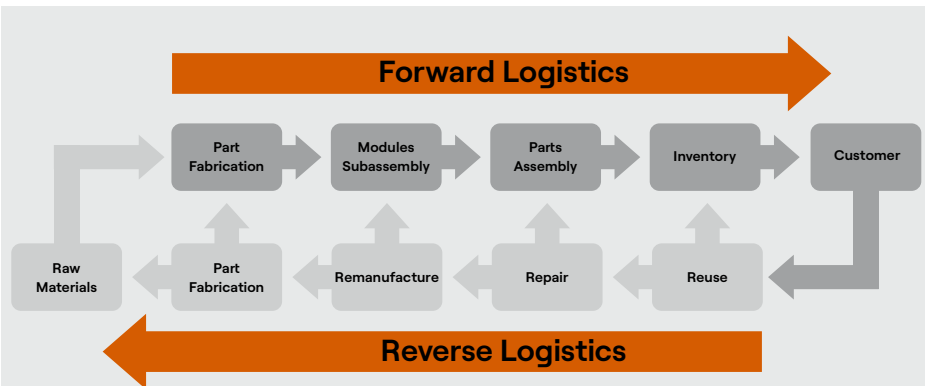 Forward Logistics
Part
Fabrication
Modules
Subassembly
Parts
Assembly
Inventory
Customer
Raw
Materials
Part
Fabrication
Remanufacture
Repair
Reuse
Reverse Logistics